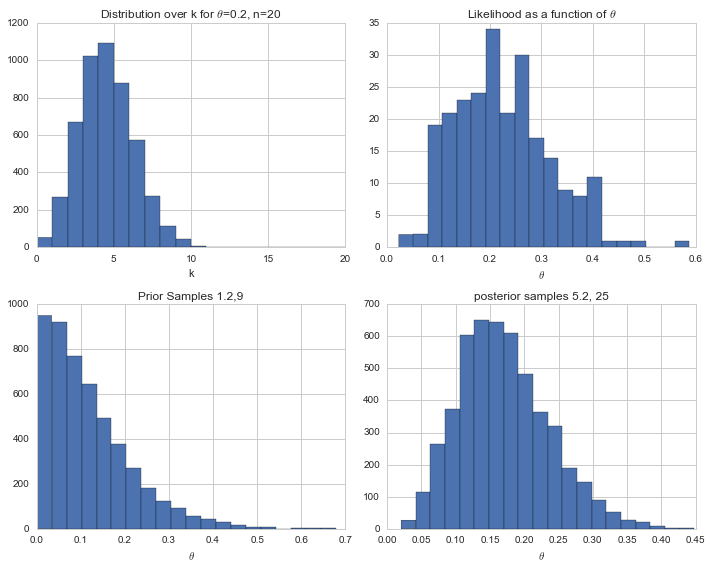 Distribution over k for θ=0.2, n=20
1200
1000
800
600
400
200
0
0 5 10 15 20
k
Likelihood as a function of θ
35
30
25
20
15
10
5
0
0.0 0.1 0.2 0.3 0.4 0.5 0.6
θ
Prior Samples 1.2,9
1000
800
600
400
200
0
0.0 0.1 0.2 0.3 0.4 0.5 0.6 0.7
θ
posterior samples 5.2, 25
700
600
500
400
300
200
100
0
0.00 0.05 0.10 0.15 0.20 0.25 0.30 0.35 0.40 0.45
θ